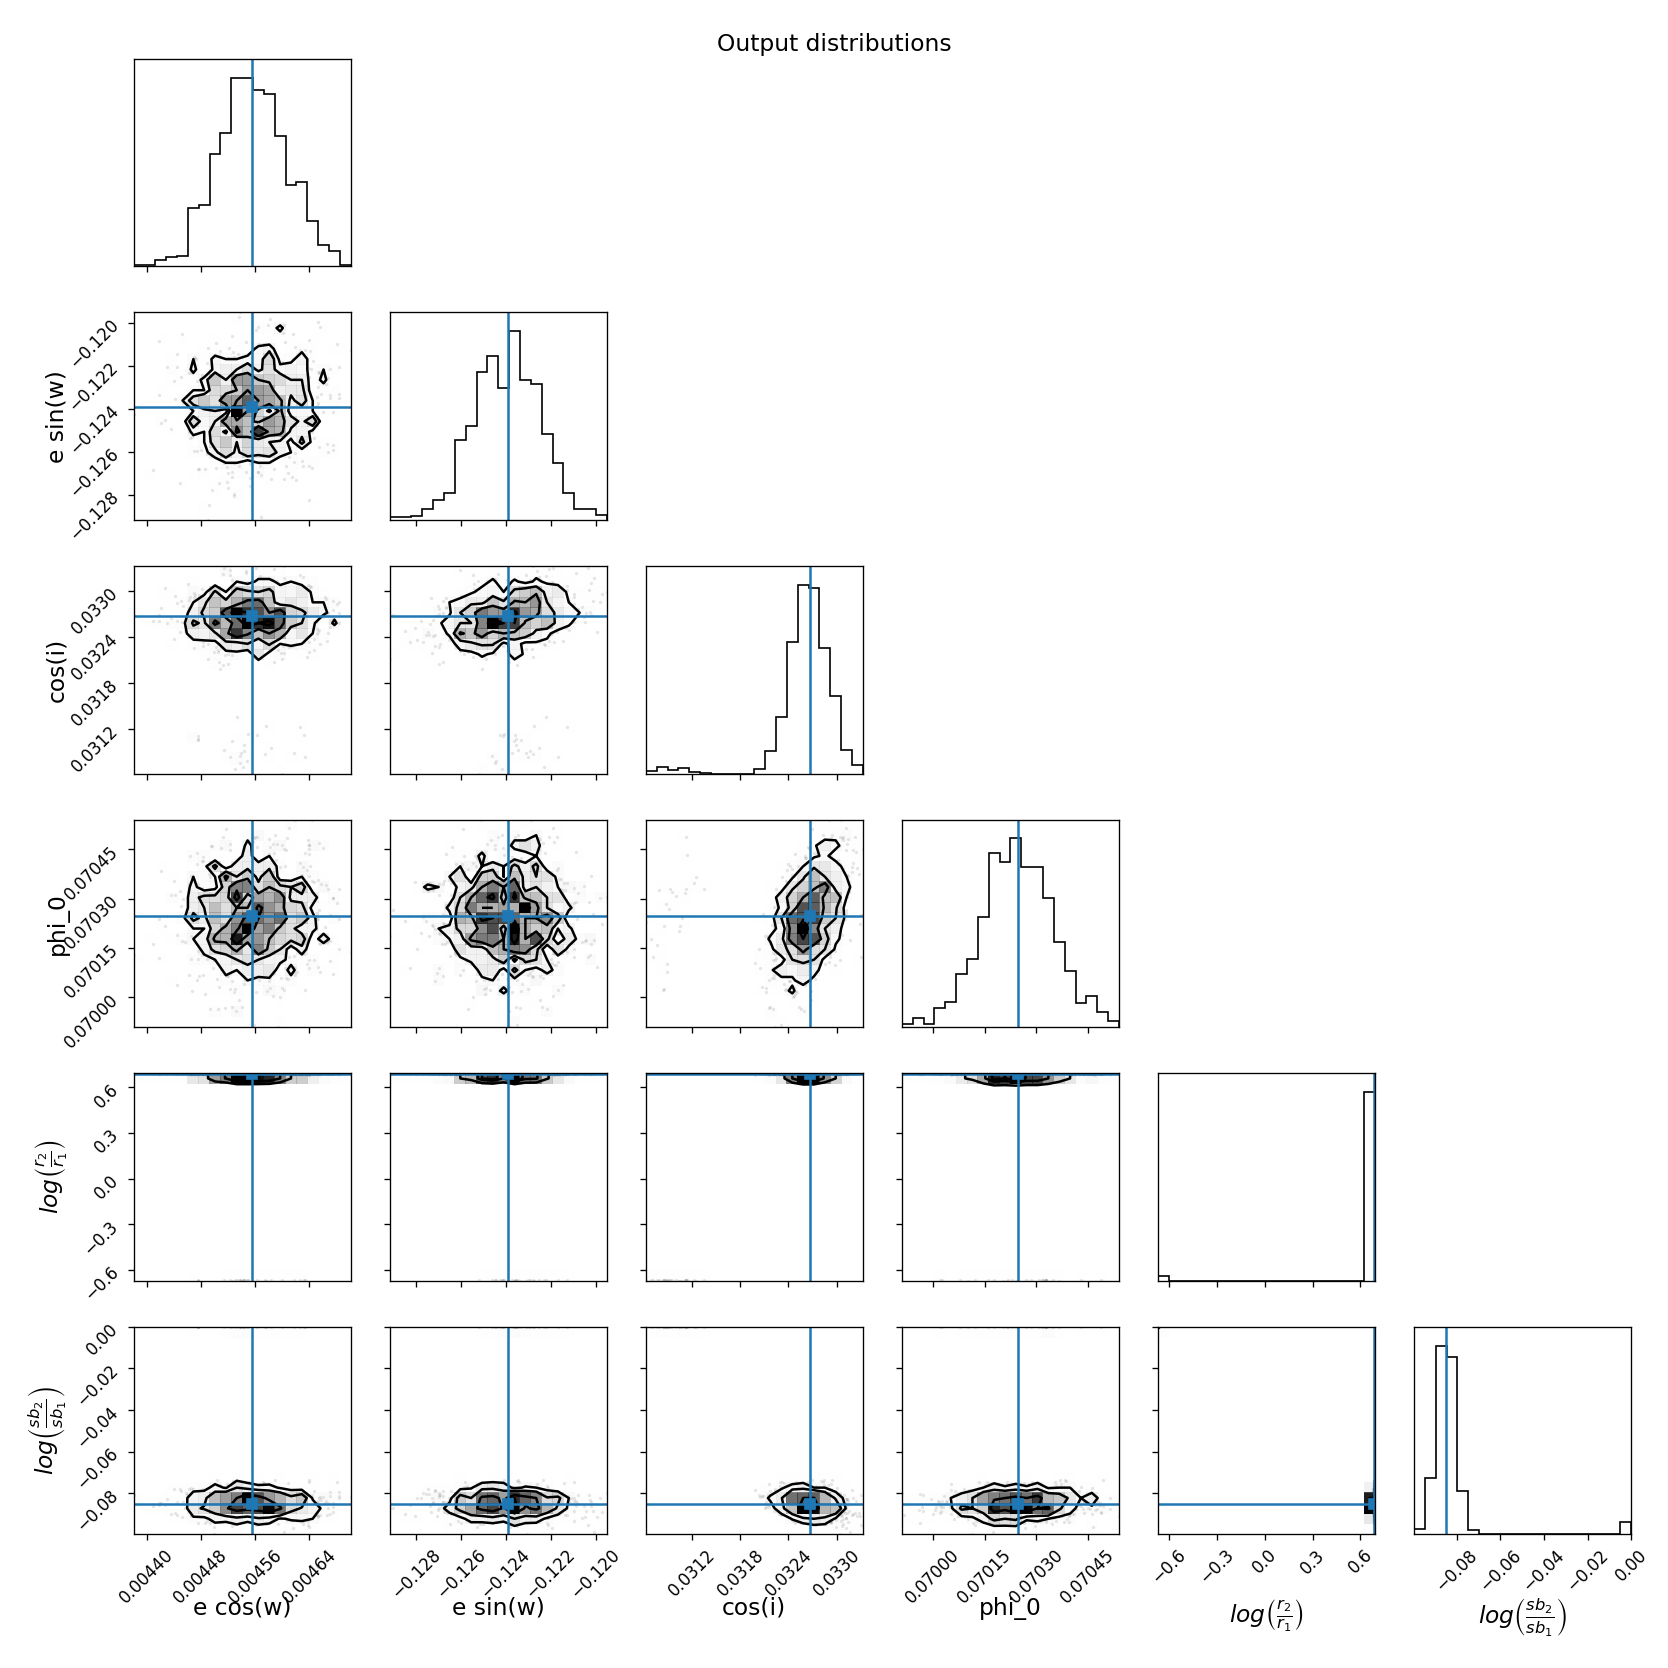 Output distributions
e sin(w)
−0.120
−0.122
−0.124
−0.126
−0.128
cos(i)
0.0330
0.0324
0.0318
0.0312
phi_0
0.07045
0.07030
0.07015
0.07000
log(r2/r1)
0.6
0.3
0.0
−0.3
−0.6
log(sb2/sb1)
0.00
−0.02
−0.04
−0.06
−0.08
0.00440 0.00448 0.00456 0.00464
−0.128 −0.126 −0.124 −0.122 −0.120
0.0312 0.0318 0.0324 0.0330
0.07000 0.07015 0.07030 0.07045
−0.6 −0.3 0.0 0.3 0.6
−0.08 −0.06 −0.04 −0.02 0.00
e cos(w) e sin(w) cos(i) phi_0 log(r2/r1) log(sb2/sb1)